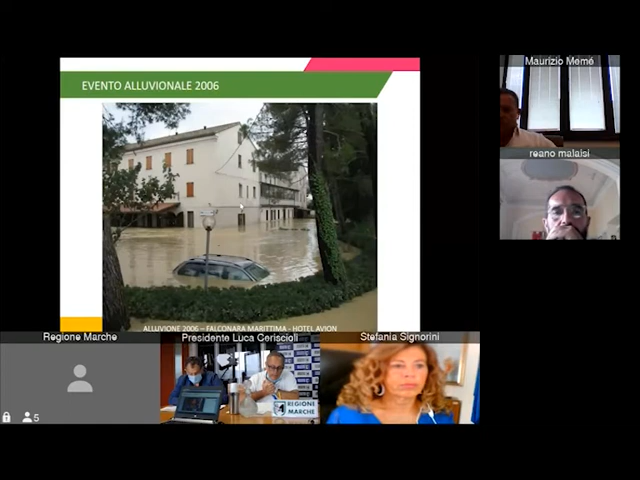 EVENTO ALLUVIONALE 2006
ALLUVIONE 2006 – FALCONARA MARITTIMA - HOTEL AVION
Maurizio Memé
reano malaisi
Regione Marche
Presidente Luca Ceriscioli
Stefania Signorini
5
REGIONE
MARCHE